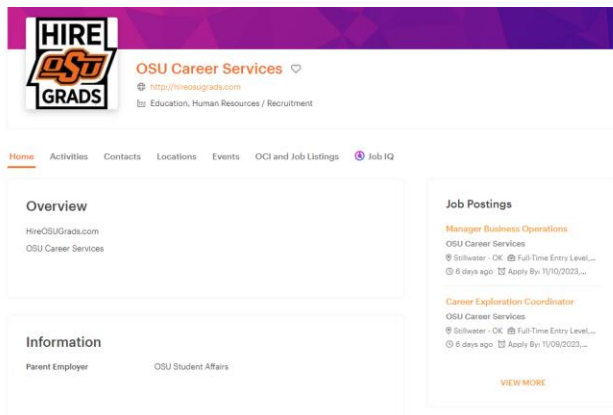 HIRE
OSU
GRADS
OSU Career Services
http://hireosugrads.com
Education, Human Resources / Recruitment
Home Activities Contacts Locations Events OCI and Job Listings Job IQ
Overview
HireOSUGrads.com
OSU Career Services
Information
Parent Employer OSU Student Affairs
Job Postings
Manager Business Operations
OSU Career Services
Stillwater - OK Full-Time Entry Level,...
6 days ago Apply By: 11/10/2023,...
Career Exploration Coordinator
OSU Career Services
Stillwater - OK Full-Time Entry Level,...
6 days ago Apply By: 11/09/2023,...
VIEW MORE